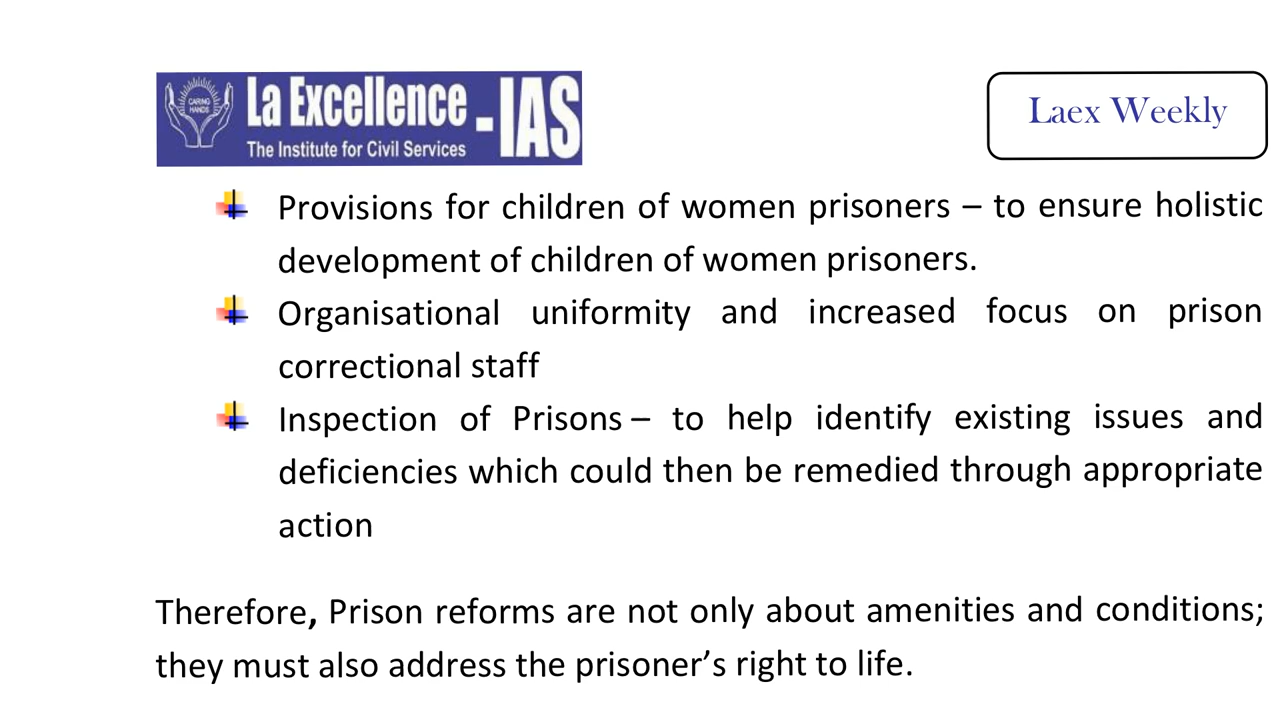 CARING HANDS
La Excellence - IAS
The Institute for Civil Services
Laex Weekly
Provisions for children of women prisoners – to ensure holistic
development of children of women prisoners.
Organisational uniformity and increased focus on prison
correctional staff
Inspection of Prisons – to help identify existing issues and
deficiencies which could then be remedied through appropriate
action
Therefore, Prison reforms are not only about amenities and conditions;
they must also address the prisoner’s right to life.